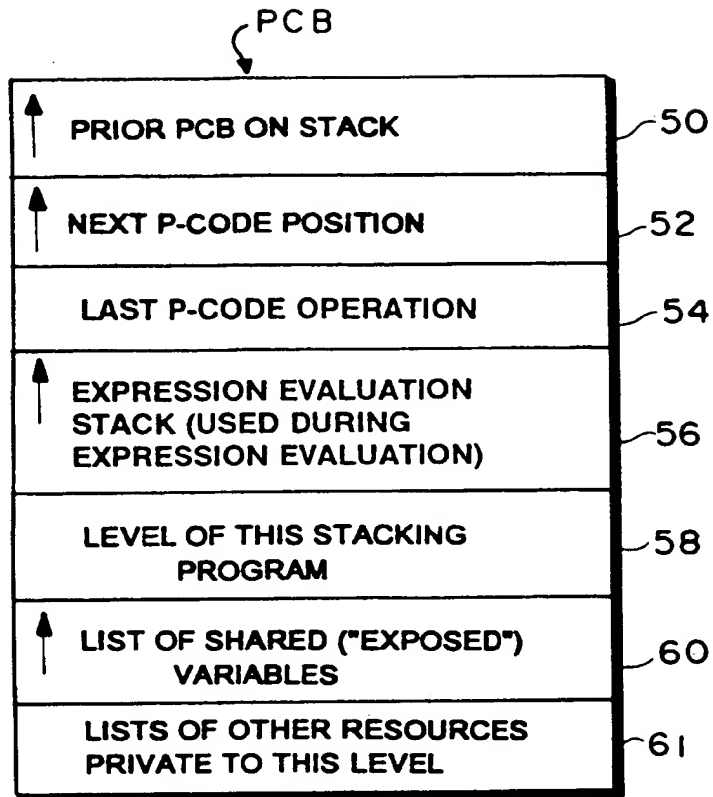 PCB
PRIOR PCB ON STACK
50
NEXT P-CODE POSITION
52
LAST P-CODE OPERATION
54
EXPRESSION EVALUATION
STACK (USED DURING
EXPRESSION EVALUATION)
56
LEVEL OF THIS STACKING
PROGRAM
58
LIST OF SHARED ("EXPOSED")
VARIABLES
60
LISTS OF OTHER RESOURCES
PRIVATE TO THIS LEVEL
61